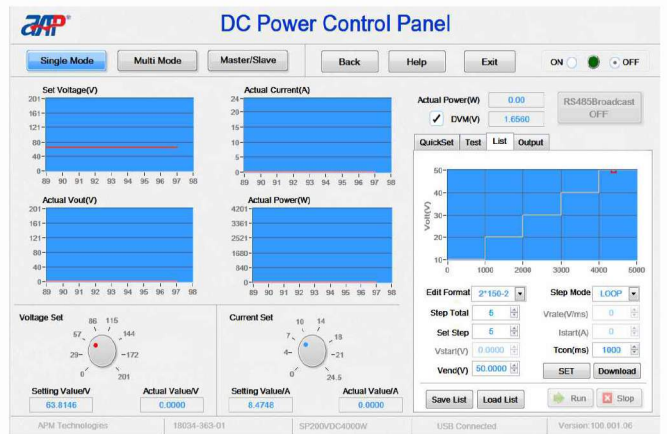 APM
DC Power Control Panel
Single Mode Multi Mode Master/Slave Back Help Exit ON OFF
Set Voltage(V)
201
161
121
80
40
0
89 90 91 92 93 94 95 96 97 98
Actual Current(A)
24
20
15
10
5
0
89 90 91 92 93 94 95 96 97 98
Actual Vout(V)
201
161
121
80
40
0
89 90 91 92 93 94 95 96 97 98
Actual Power(W)
4201
3361
2521
1680
840
0
89 90 91 92 93 94 95 96 97 98
Voltage Set
0 29 57 86 115 144 172 201
Setting Value/V Actual Value/V
63.8146 0.0000
Current Set
0 4 7 10 14 18 21 24.5
Setting Value/A Actual Value/A
8.4748 0.0000
Actual Power(W) 0.00
DVM(V) 1.6560
RS485Broadcast
OFF
QuickSet Test List Output
Volt(V)
50
40
30
20
10
0 1000 2000 3000 4000 5000
Edit Format 2*150-2 Step Mode LOOP
Step Total 5 Vrate(V/ms) 0
Set Step 5 Istart(A) 0
Vstart(V) 0.0000 Tcon(ms) 1000
Vend(V) 50.0000 SET Download
Save List Load List Run Stop
APM Technologies 18034-363-01 SP200VDC4000W USB Connected Version:100.001.06